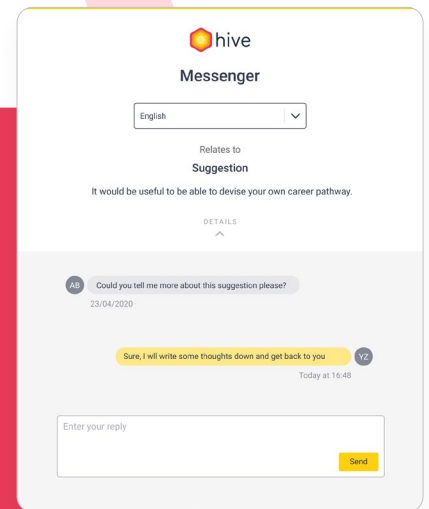 hive
Messenger
English
Relates to
Suggestion
It would be useful to be able to devise your own career pathway.
DETAILS
AB
Could you tell me more about this suggestion please?
23/04/2020
Sure, I wll write some thoughts down and get back to you
YZ
Today at 16:48
Enter your reply
Send